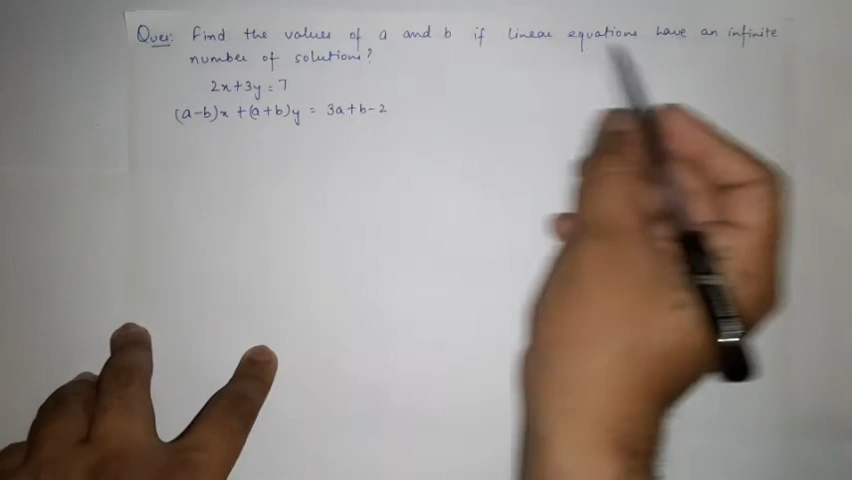 Ques: Find the values of a and b if linear equations have an infinite
number of solutions?
2x+3y=7
(a-b)x +(a+b)y = 3a+b-2